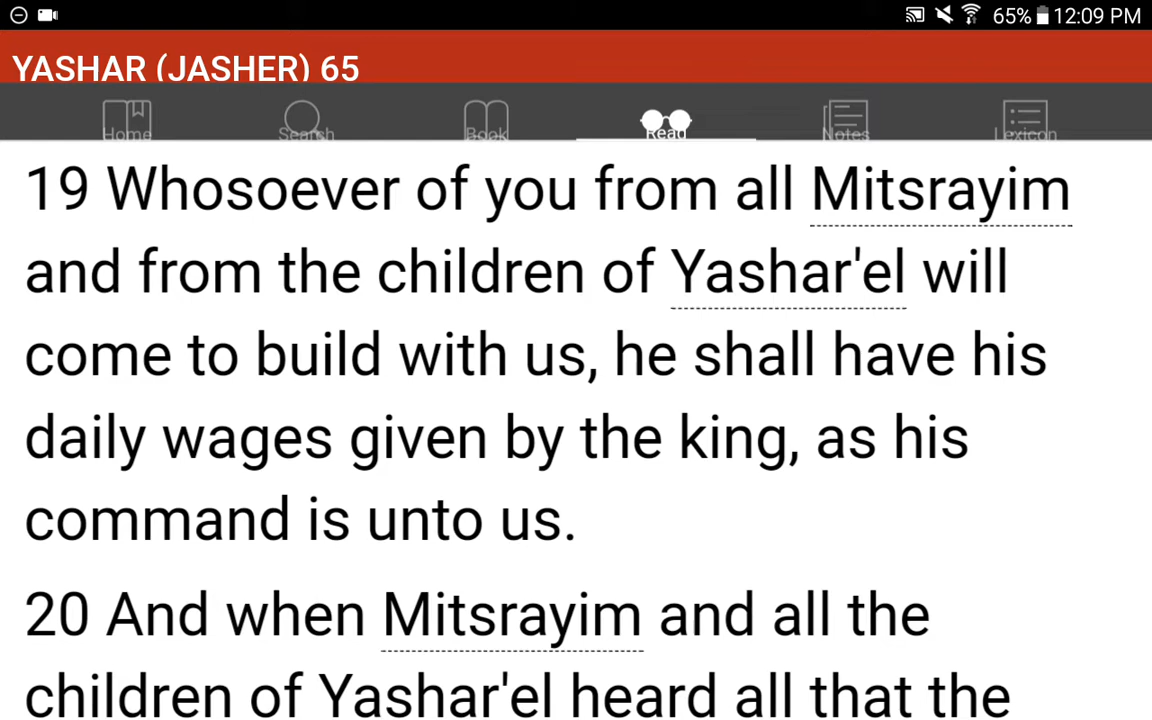 65% 12:09 PM
YASHAR (JASHER) 65
Home Search Book Read Notes Lexicon
19 Whosoever of you from all Mitsrayim
and from the children of Yashar'el will
come to build with us, he shall have his
daily wages given by the king, as his
command is unto us.
20 And when Mitsrayim and all the
children of Yashar'el heard all that the